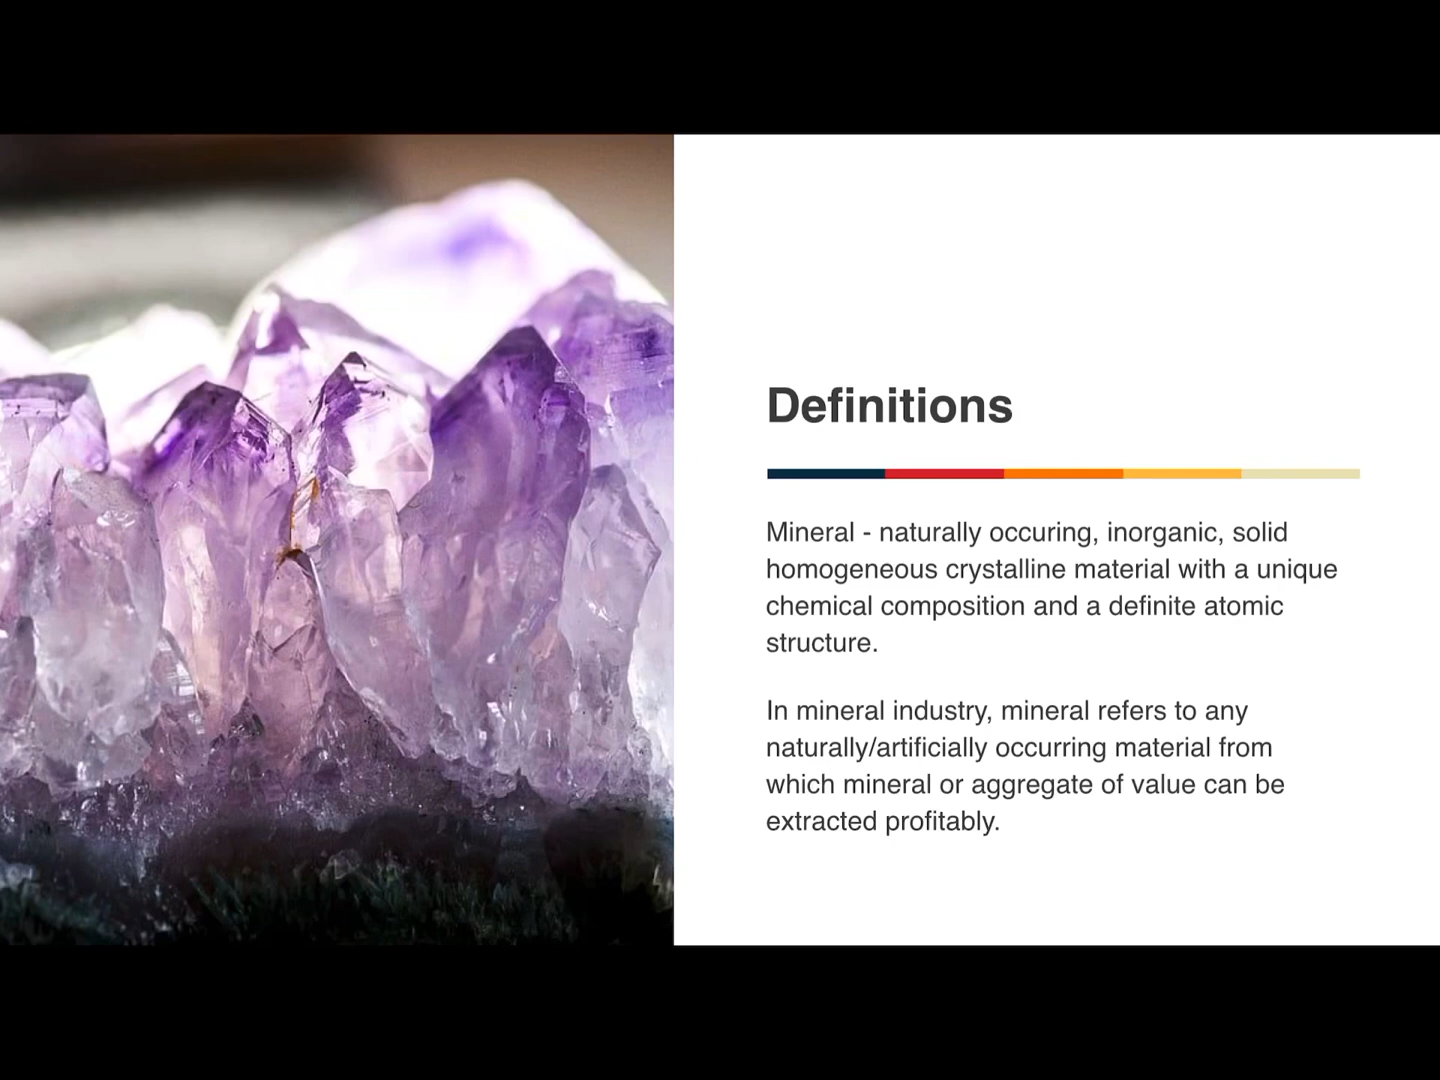 Definitions
Mineral - naturally occuring, inorganic, solid
homogeneous crystalline material with a unique
chemical composition and a definite atomic
structure.
In mineral industry, mineral refers to any
naturally/artificially occurring material from
which mineral or aggregate of value can be
extracted profitably.